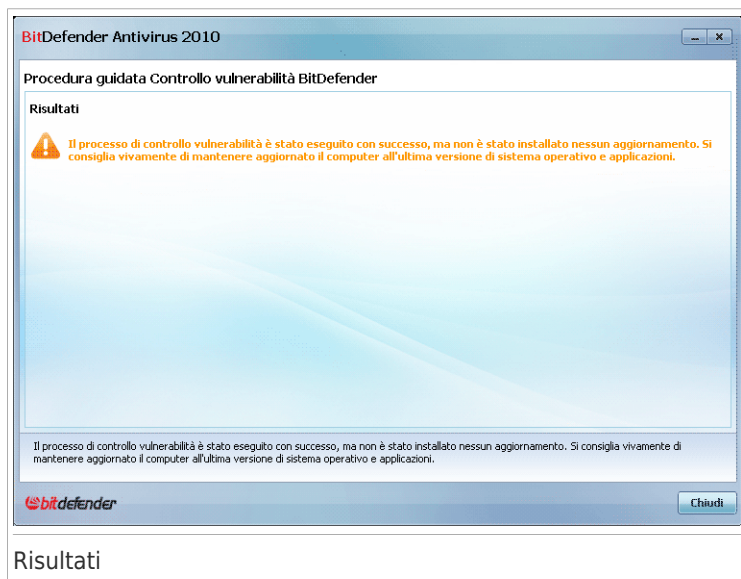 BitDefender Antivirus 2010
Procedura guidata Controllo vulnerabilità BitDefender
Risultati
Il processo di controllo vulnerabilità è stato eseguito con successo, ma non è stato installato nessun aggiornamento. Si
consiglia vivamente di mantenere aggiornato il computer all'ultima versione di sistema operativo e applicazioni.
Il processo di controllo vulnerabilità è stato eseguito con successo, ma non è stato installato nessun aggiornamento. Si consiglia vivamente di
mantenere aggiornato il computer all'ultima versione di sistema operativo e applicazioni.
bitdefender
Chiudi
Risultati